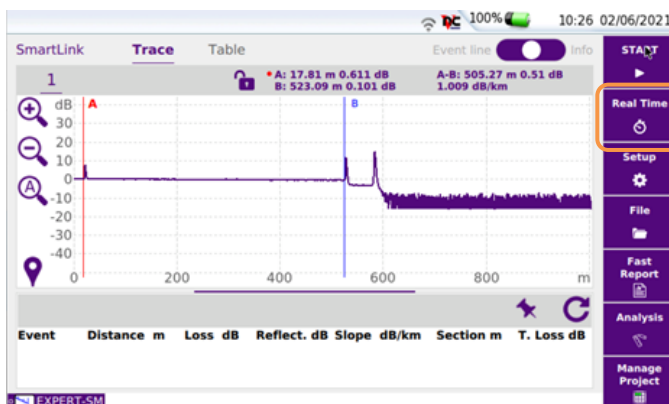 100% 10:26 02/06/2021
SmartLink Trace Table Event line Info
START
1
• A: 17.81 m 0.611 dB A-B: 505.27 m 0.51 dB
B: 523.09 m 0.101 dB 1.009 dB/km
dB A B
30
20
10
0
-10
-20
-30
-40
0 200 400 600 800 m
Real Time
Setup
File
Fast
Report
Analysis
Manage
Project
Event Distance m Loss dB Reflect. dB Slope dB/km Section m T. Loss dB
EXPERT-SM